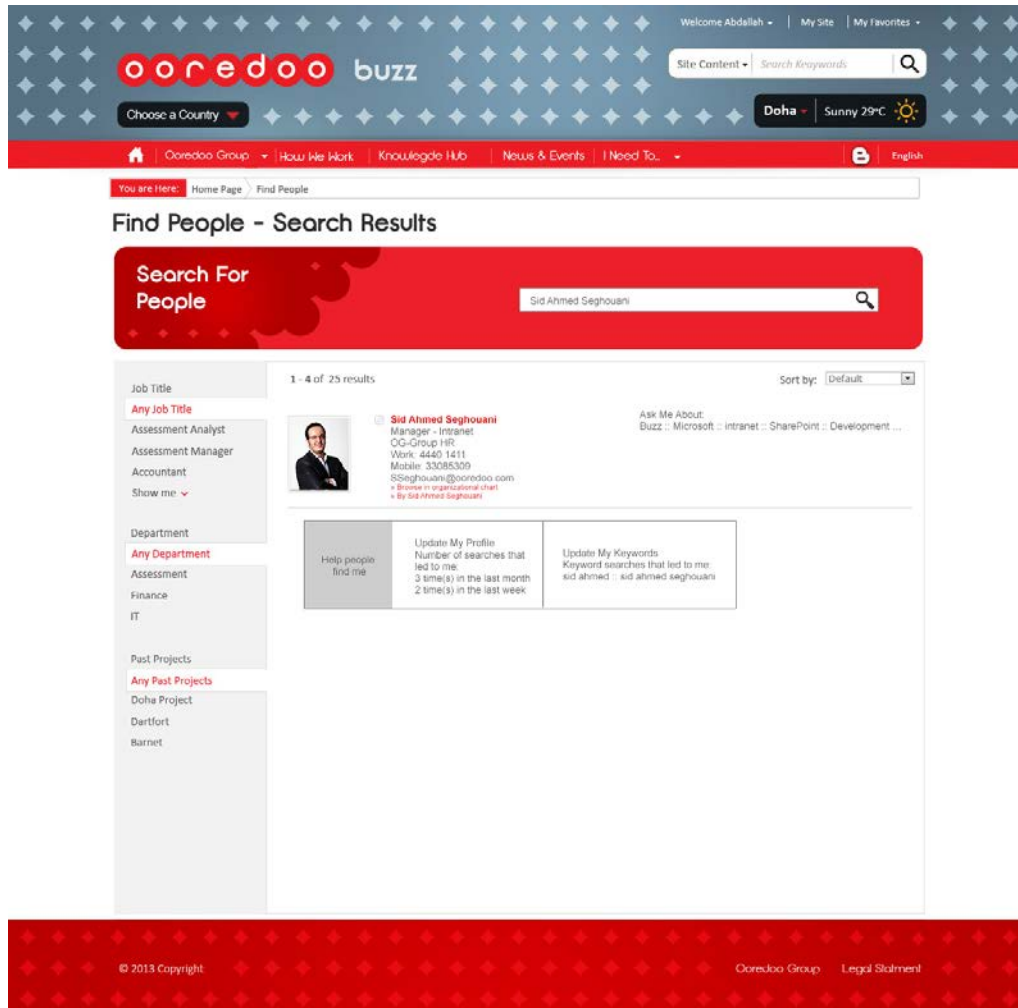 Welcome Abdallah
My Site
My Favorites
ooredoo buzz
Site Content
Search Keaywords
Choose a Country
Doha
Sunny 29°C
Ooredoo Group
How We Work
Knowlegde Hub
News & Events
I Need To..
English
You are Here:
Home Page
Find People
Find People - Search Results
Search For
People
Sid Ahmed Seghouani
1 - 4 of 25 results
Sort by:
Default
Job Title
Any Job Title
Assessment Analyst
Assessment Manager
Accountant
Show me
Department
Any Department
Assessment
Finance
IT
Past Projects
Any Past Projects
Doha Project
Dartfort
Barnet
Sid Ahmed Seghouani
Manager - Intranet
OG-Group HR
Work: 4440 1411
Mobile: 33085309
SSeghouani@ooredoo.com
» Browse in organizational chart
» By Sid Ahmed Seghouani
Ask Me About:
Buzz :: Microsoft :: intranet :: SharePoint :: Development ...
Help people
find me
Update My Profile
Number of searches that
led to me:
3 time(s) in the last month
2 time(s) in the last week
Update My Keywords
Keyword searches that led to me:
sid ahmed :: sid ahmed seghouani
© 2013 Copyright
Ooredoo Group
Legal Statment